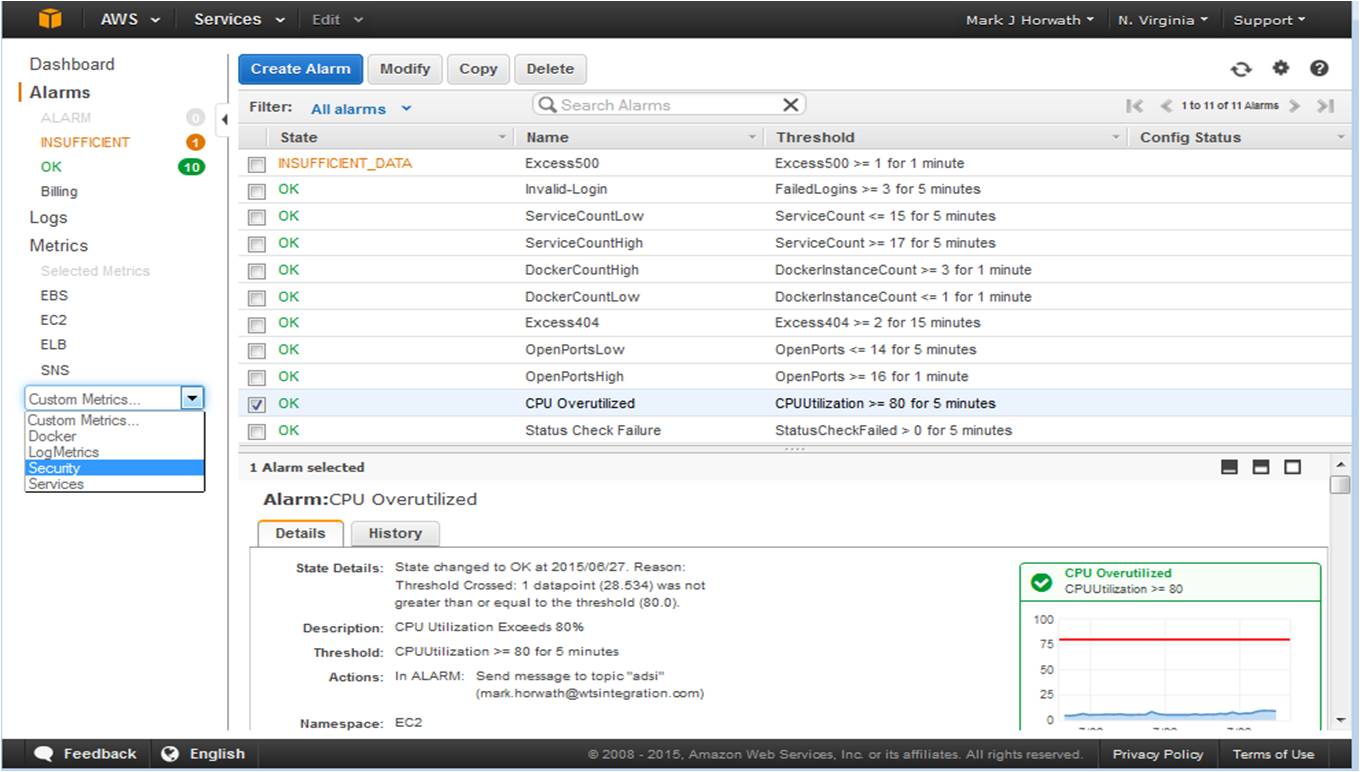 AWS Services Edit Mark J Horwath N. Virginia Support
Dashboard
Alarms
ALARM 0
INSUFFICIENT 1
OK 10
Billing
Logs
Metrics
Selected Metrics
EBS
EC2
ELB
SNS
Custom Metrics...
Custom Metrics...
Docker
LogMetrics
Security
Services
Create Alarm Modify Copy Delete
Filter: All alarms Search Alarms 1 to 11 of 11 Alarms
State Name Threshold Config Status
INSUFFICIENT_DATA Excess500 Excess500 >= 1 for 1 minute
OK Invalid-Login FailedLogins >= 3 for 5 minutes
OK ServiceCountLow ServiceCount <= 15 for 5 minutes
OK ServiceCountHigh ServiceCount >= 17 for 5 minutes
OK DockerCountHigh DockerInstanceCount >= 3 for 1 minute
OK DockerCountLow DockerInstanceCount <= 1 for 1 minute
OK Excess404 Excess404 >= 2 for 15 minutes
OK OpenPortsLow OpenPorts <= 14 for 5 minutes
OK OpenPortsHigh OpenPorts >= 16 for 1 minute
OK CPU Overutilized CPUUtilization >= 80 for 5 minutes
OK Status Check Failure StatusCheckFailed > 0 for 5 minutes
1 Alarm selected
Alarm:CPU Overutilized
Details History
State Details: State changed to OK at 2015/06/27. Reason:
Threshold Crossed: 1 datapoint (28.534) was not
greater than or equal to the threshold (80.0).
Description: CPU Utilization Exceeds 80%
Threshold: CPUUtilization >= 80 for 5 minutes
Actions: In ALARM: Send message to topic "adsi"
(mark.horwath@wtsintegration.com)
Namespace: EC2
CPU Overutilized
CPUUtilization >= 80
100
75
50
25
0
Feedback English © 2008 - 2015, Amazon Web Services, Inc. or its affiliates. All rights reserved. Privacy Policy Terms of Use